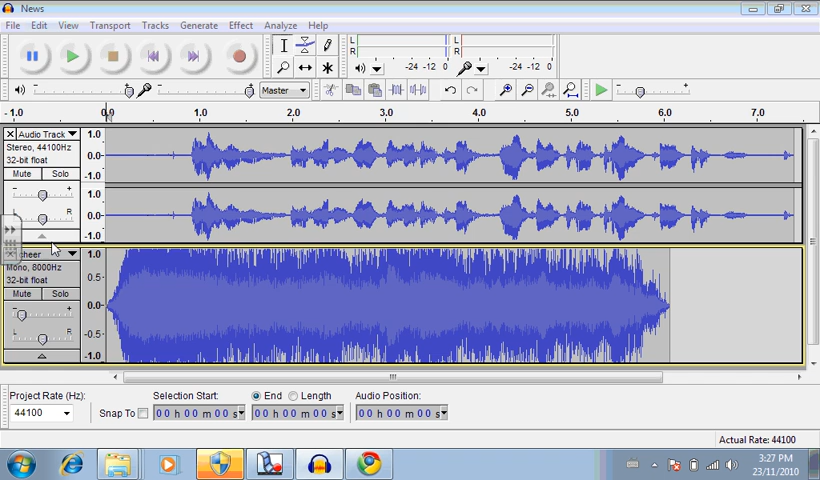 News
File Edit View Transport Tracks Generate Effect Analyze Help
L
R
-24 -12 0
L
R
-24 -12 0
Master
- 1.0 0.0 1.0 2.0 3.0 4.0 5.0 6.0 7.0
Audio Track
Stereo, 44100Hz
32-bit float
Mute Solo
- +
L R
1.0
0.0
-1.0
1.0
0.0
-1.0
cheer
Mono, 8000Hz
32-bit float
Mute Solo
- +
L R
1.0
0.5
0.0
-0.5
-1.0
Project Rate (Hz):
44100
Snap To
Selection Start:
00 h 00 m 00 s
End Length
00 h 00 m 00 s
Audio Position:
00 h 00 m 00 s
Actual Rate: 44100
3:27 PM
23/11/2010